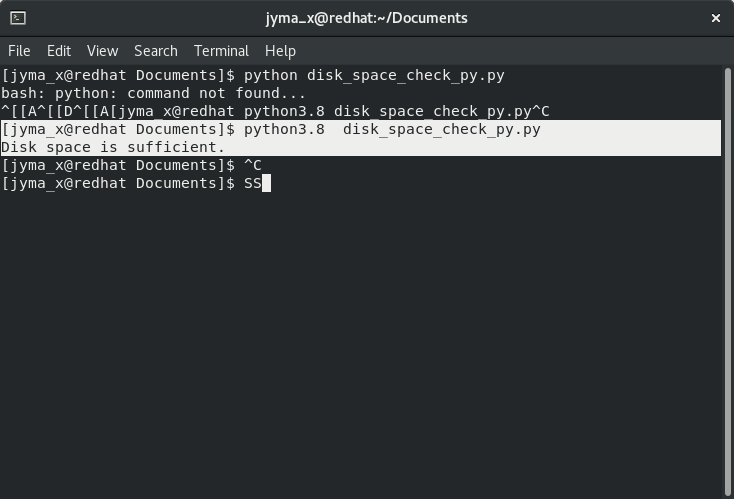 jyma_x@redhat:~/Documents
File Edit View Search Terminal Help
[jyma_x@redhat Documents]$ python disk_space_check_py.py
bash: python: command not found...
^[[A^[[D^[[A[jyma_x@redhat python3.8 disk_space_check_py.py^C
[jyma_x@redhat Documents]$ python3.8  disk_space_check_py.py
Disk space is sufficient.
[jyma_x@redhat Documents]$ ^C
[jyma_x@redhat Documents]$ SS